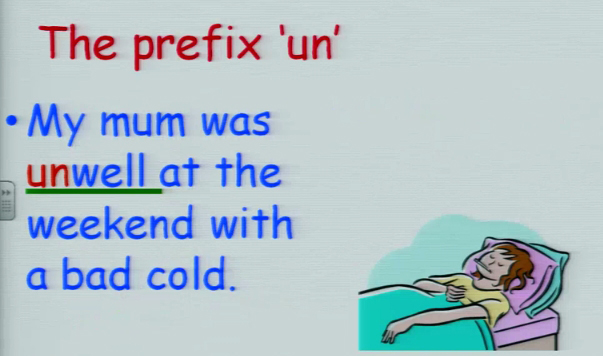 The prefix ‘un’
• My mum was
unwell at the
weekend with
a bad cold.